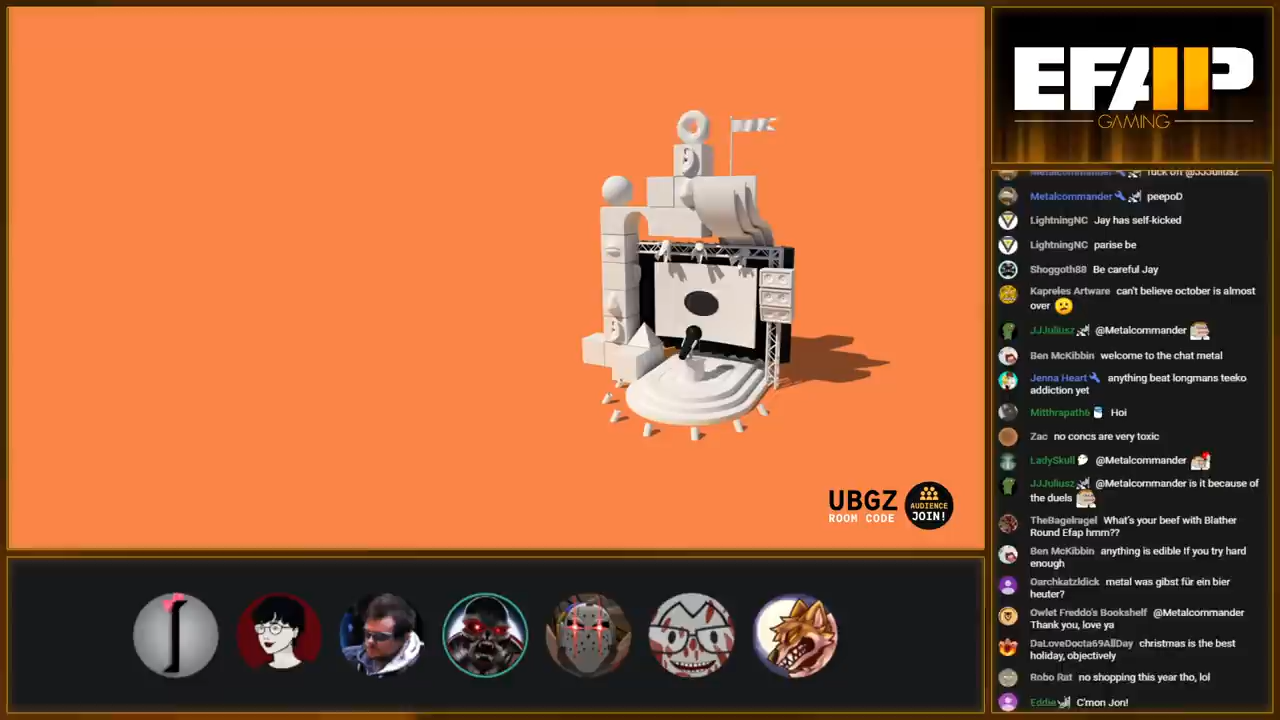 EFAP
GAMING
Metalcommander fuck off @JJJuliusz
Metalcommander peepoD
LightningNC Jay has self-kicked
LightningNC parise be
Shoggoth88 Be careful Jay
Kapreles Artware can't believe october is almost
over
JJJuliusz @Metalcommander
Ben McKibbin welcome to the chat metal
Jenna Heart anything beat longmans teeko
addiction yet
Mitthrapath6 Hoi
Zac no concs are very toxic
LadySkull @Metalcommander
JJJuliusz @Metalcommander is it because of
the duels
TheBagelragel What's your beef with Blather
Round Efap hmm??
Ben McKibbin anything is edible If you try hard
enough
Oarchkatzldick metal was gibst für ein bier
heuter?
Owlet Freddo's Bookshelf @Metalcommander
Thank you, love ya
DaLoveDocta69AllDay christmas is the best
holiday, objectively
Robo Rat no shopping this year tho, lol
Eddie C'mon Jon!
UBGZ
ROOM CODE
AUDIENCE
JOIN!